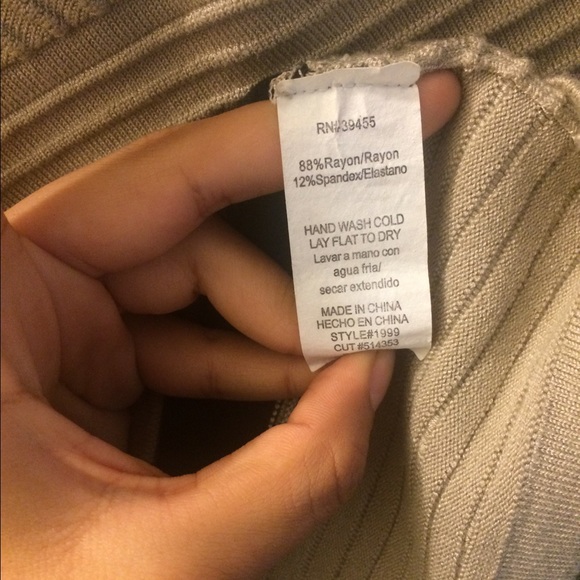 RN#39455
88%Rayon/Rayon
12%Spandex/Elastano
HAND WASH COLD
LAY FLAT TO DRY
Lavar a mano con
agua fria/
secar extendido
MADE IN CHINA
HECHO EN CHINA
STYLE#1999
CUT #514353